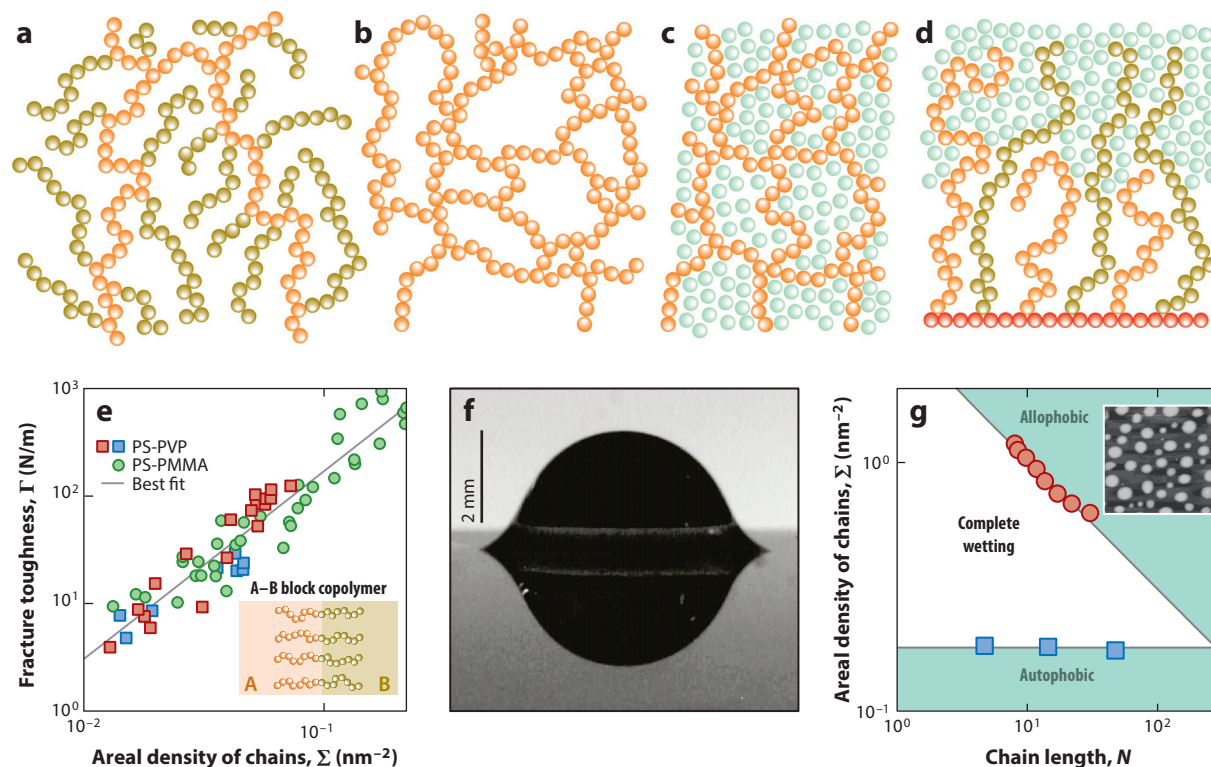 a
b
c
d
e
10³
10²
10¹
10⁰
10⁻²
10⁻¹
Fracture toughness, Γ (N/m)
Areal density of chains, Σ (nm⁻²)
PS-PVP
PS-PMMA
Best fit
A–B block copolymer
A
B
f
2 mm
g
Allophobic
Complete
wetting
Autophobic
10⁰
10⁻¹
10⁰
10¹
10²
Areal density of chains, Σ (nm⁻²)
Chain length, N